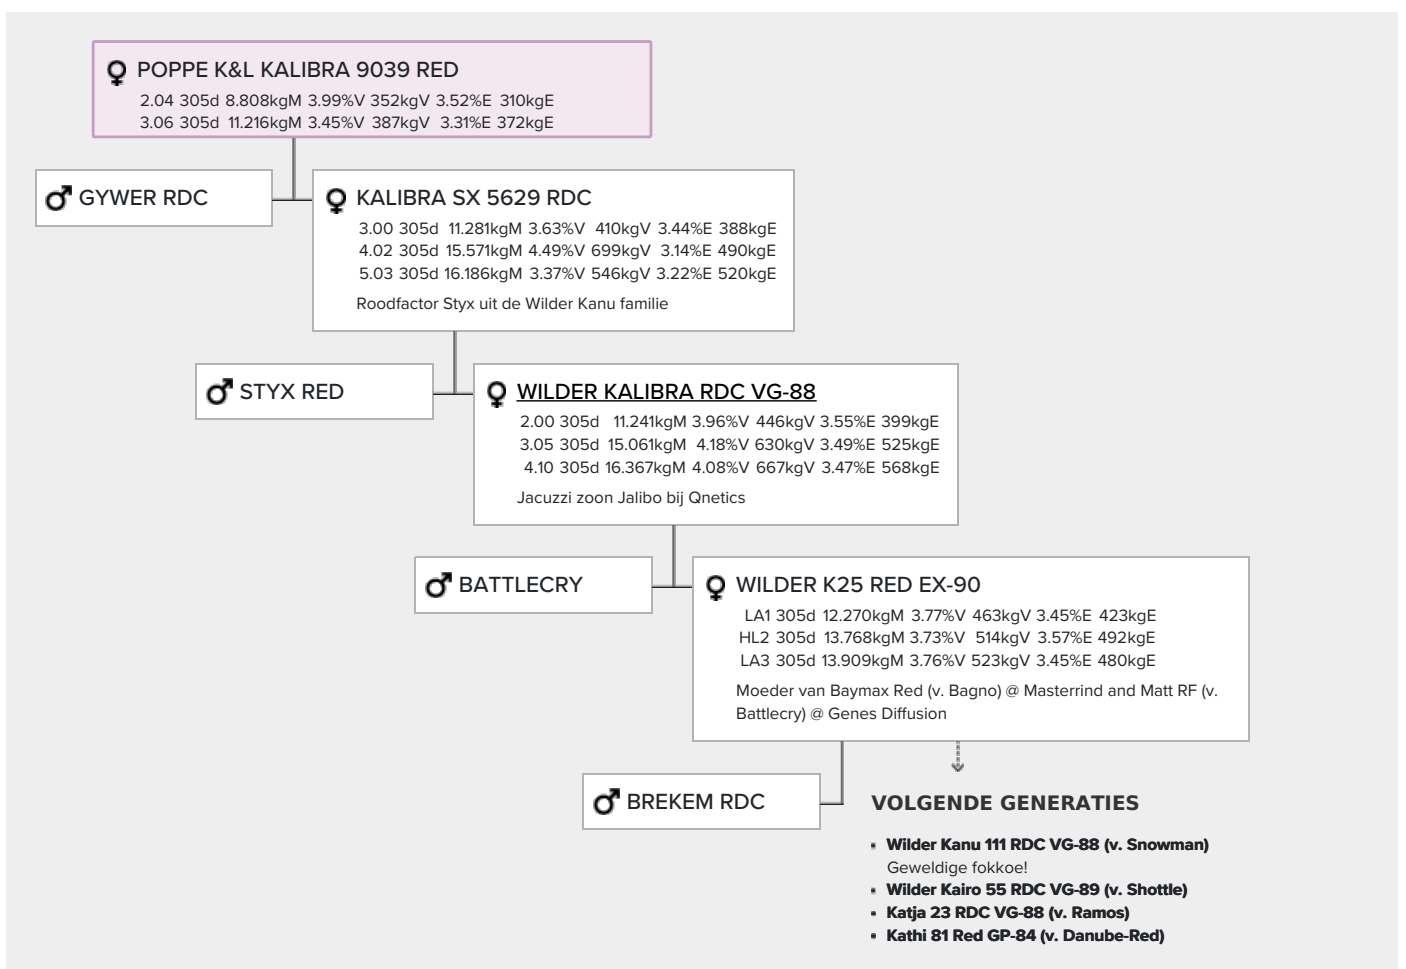 POPPE K&L KALIBRA 9039 RED
2.04 305d 8.808kgM 3.99%V 352kgV 3.52%E 310kgE
3.06 305d 11.216kgM 3.45%V 387kgV 3.31%E 372kgE
GYWER RDC
KALIBRA SX 5629 RDC
3.00 305d 11.281kgM 3.63%V 410kgV 3.44%E 388kgE
4.02 305d 15.571kgM 4.49%V 699kgV 3.14%E 490kgE
5.03 305d 16.186kgM 3.37%V 546kgV 3.22%E 520kgE
Roodfactor Styx uit de Wilder Kanu familie
STYX RED
WILDER KALIBRA RDC VG-88
2.00 305d 11.241kgM 3.96%V 446kgV 3.55%E 399kgE
3.05 305d 15.061kgM 4.18%V 630kgV 3.49%E 525kgE
4.10 305d 16.367kgM 4.08%V 667kgV 3.47%E 568kgE
Jacuzzi zoon Jalibo bij Qnetics
BATTLECRY
WILDER K25 RED EX-90
LA1 305d 12.270kgM 3.77%V 463kgV 3.45%E 423kgE
HL2 305d 13.768kgM 3.73%V 514kgV 3.57%E 492kgE
LA3 305d 13.909kgM 3.76%V 523kgV 3.45%E 480kgE
Moeder van Baymax Red (v. Bagno) @ Masterrind and Matt RF (v.
Battlecry) @ Genes Diffusion
BREKEM RDC
VOLGENDE GENERATIES
• Wilder Kanu 111 RDC VG-88 (v. Snowman)
Geweldige fokkoe!
• Wilder Kairo 55 RDC VG-89 (v. Shottle)
• Katja 23 RDC VG-88 (v. Ramos)
• Kathi 81 Red GP-84 (v. Danube-Red)